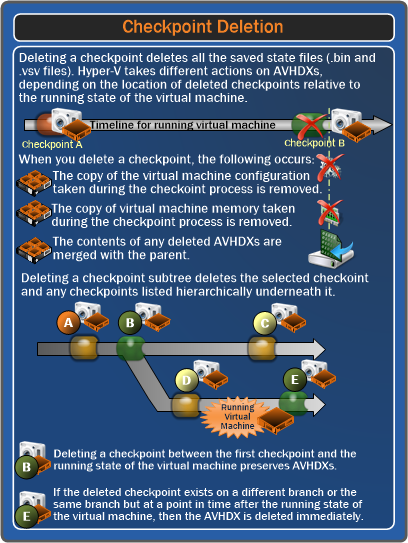 Checkpoint Deletion
Deleting a checkpoint deletes all the saved state files (.bin and
.vsv files). Hyper-V takes different actions on AVHDXs,
depending on the location of deleted checkpoints relative to
the running state of the virtual machine.
Timeline for running virtual machine
Checkpoint A
Checkpoint B
When you delete a checkpoint, the following occurs:
The copy of the virtual machine configuration
taken during the checkoint process is removed.
The copy of virtual machine memory taken
during the checkpoint process is removed.
The contents of any deleted AVHDXs are
merged with the parent.
Deleting a checkpoint subtree deletes the selected checkoint
and any checkpoints listed hierarchically underneath it.
A
B
C
D
E
Running
Virtual
Machine
B
Deleting a checkpoint between the first checkpoint and the
running state of the virtual machine preserves AVHDXs.
E
If the deleted checkpoint exists on a different branch or the
same branch but at a point in time after the running state of
the virtual machine, then the AVHDX is deleted immediately.